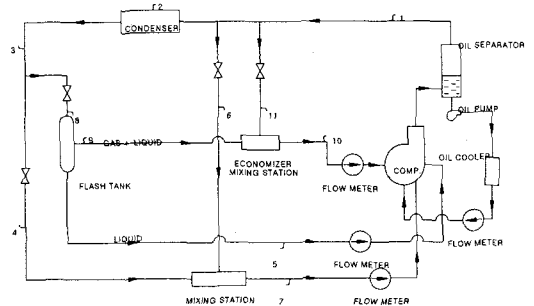 2
1
CONDENSER
3
OIL SEPARATOR
8
6
11
OIL PUMP
9
GAS + LIQUID
10
ECONOMIZER
MIXING STATION
COMP.
OIL COOLER
FLASH TANK
FLOW METER
4
LIQUID
FLOW METER
FLOW METER
5
7
MIXING STATION
FLOW METER